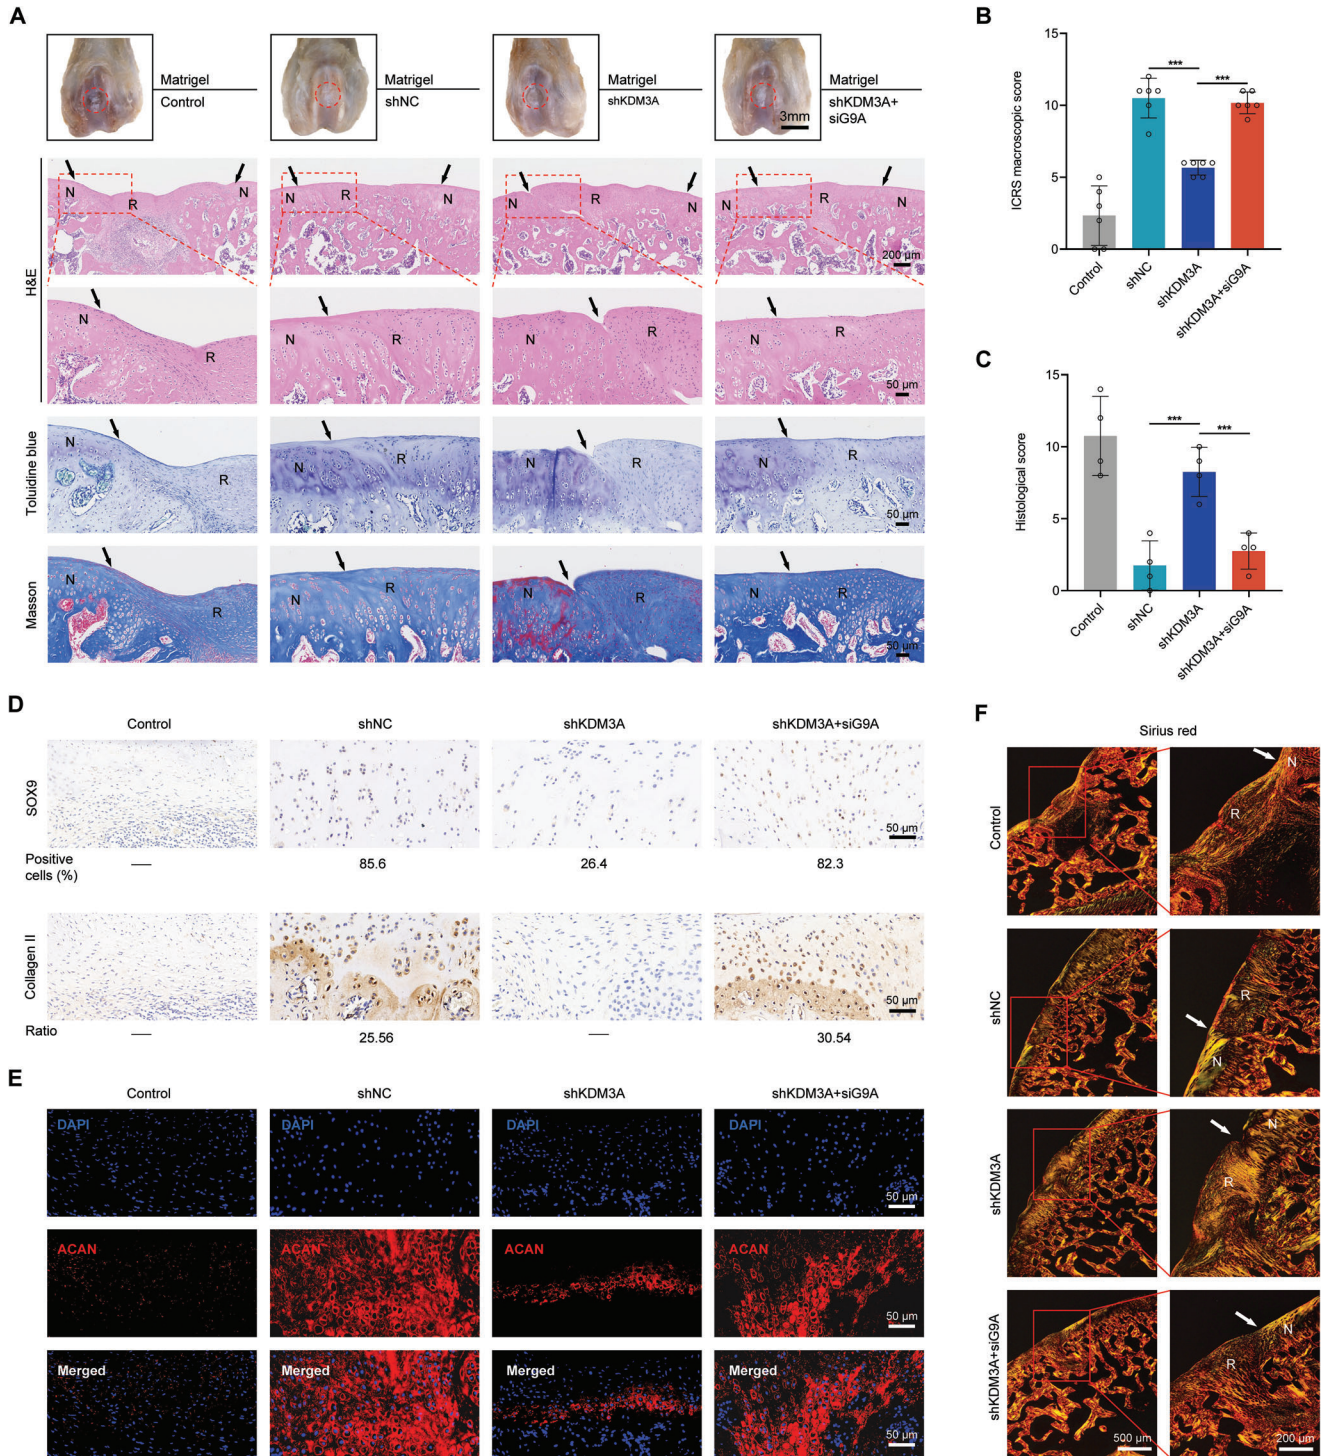 A
Matrigel
Control
Matrigel
shNC
Matrigel
shKDM3A
Matrigel
shKDM3A+
siG9A
3mm
H&E
N
R
N
N
R
N
N
R
N
R
N
200 µm
N
R
N
R
N
R
N
R
50 µm
Toluidine blue
N
R
N
R
N
R
N
R
50 µm
Masson
N
R
N
R
N
R
N
R
50 µm
B
ICRS macroscopic score
15
10
5
0
***
***
Control
shNC
shKDM3A
shKDM3A+siG9A
C
Histological score
15
10
5
0
***
***
Control
shNC
shKDM3A
shKDM3A+siG9A
D
Control
shNC
shKDM3A
shKDM3A+siG9A
SOX9
50 µm
Positive
cells (%)
—
85.6
26.4
82.3
Collagen II
50 µm
Ratio
—
25.56
—
30.54
E
Control
shNC
shKDM3A
shKDM3A+siG9A
DAPI
DAPI
DAPI
DAPI
50 µm
ACAN
ACAN
ACAN
ACAN
50 µm
Merged
Merged
Merged
Merged
50 µm
F
Sirius red
Control
N
R
shNC
R
N
shKDM3A
N
R
shKDM3A+siG9A
N
R
500 µm
200 µm